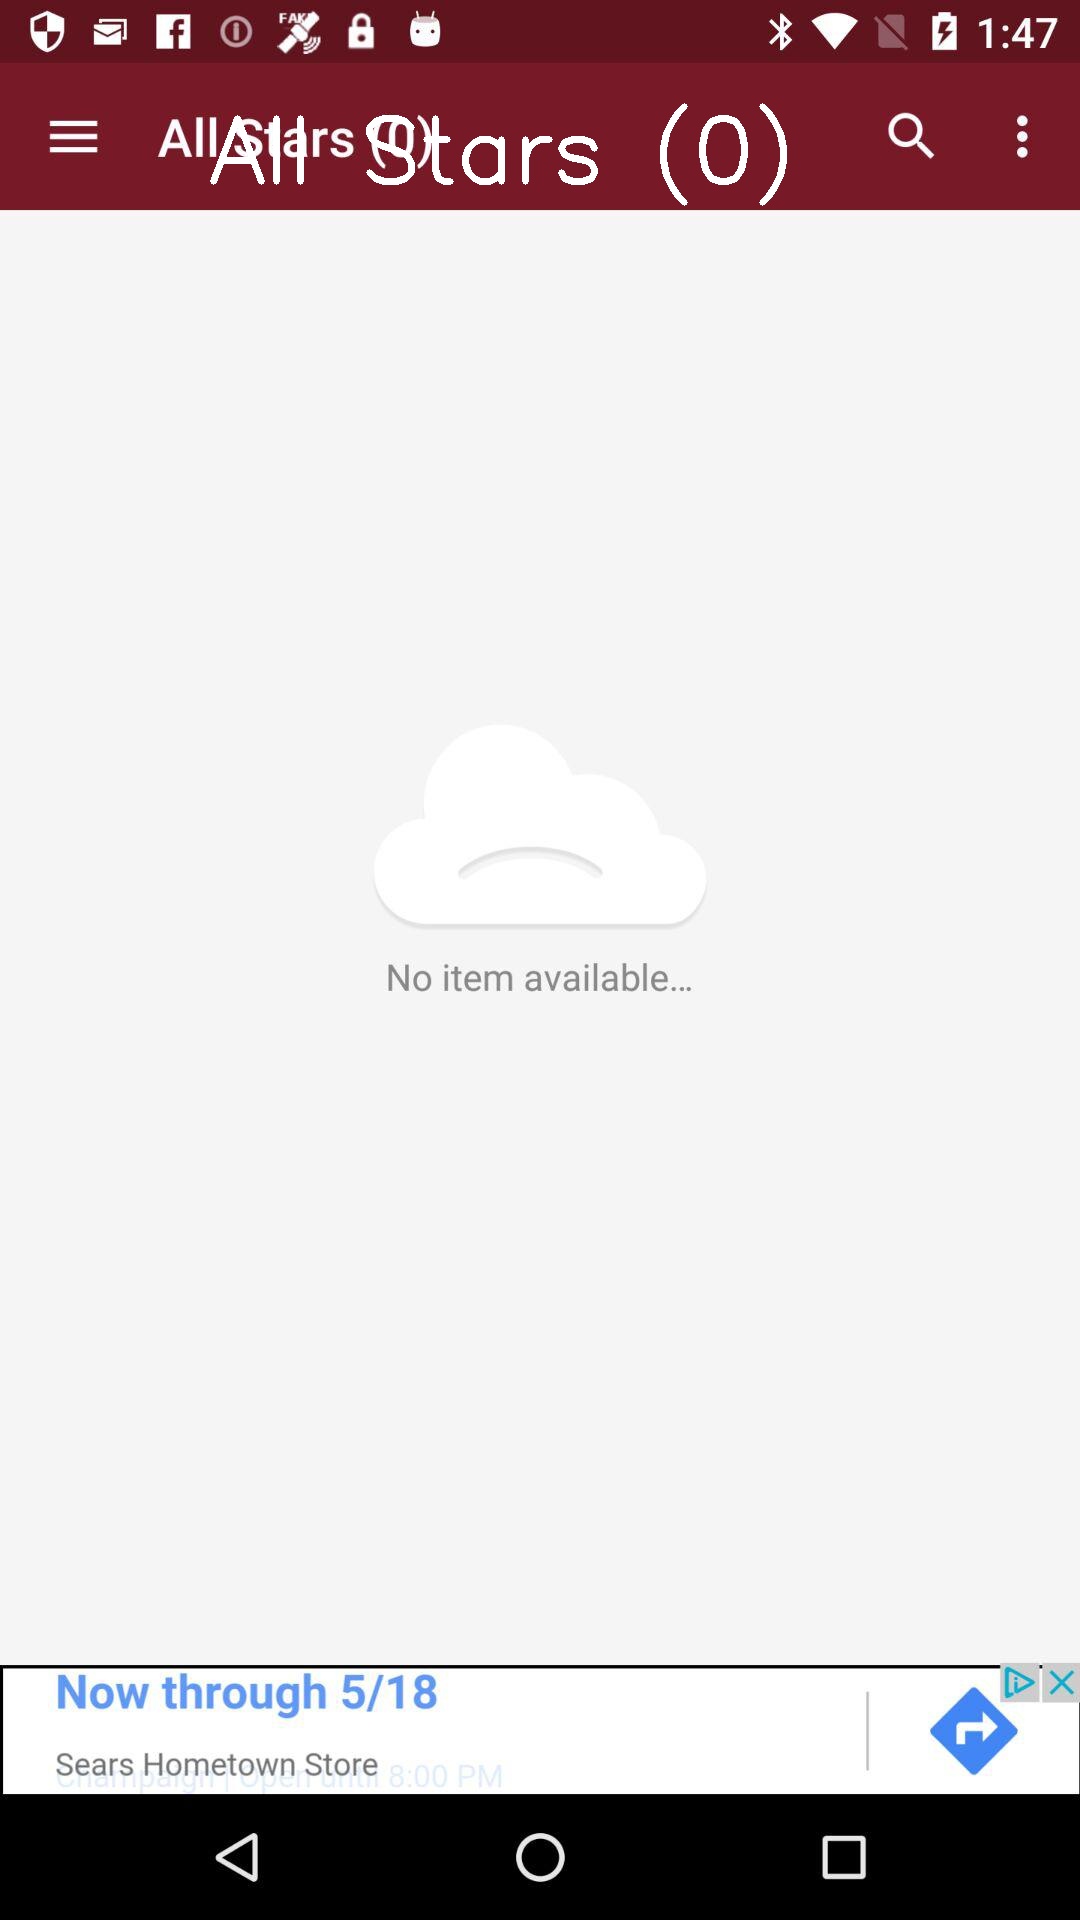 FAKE
1:47
All Stars (0)
All Stars (0)
No item available...
Now through 5/18
Sears Hometown Store
Champaign | Open until 8:00 PM